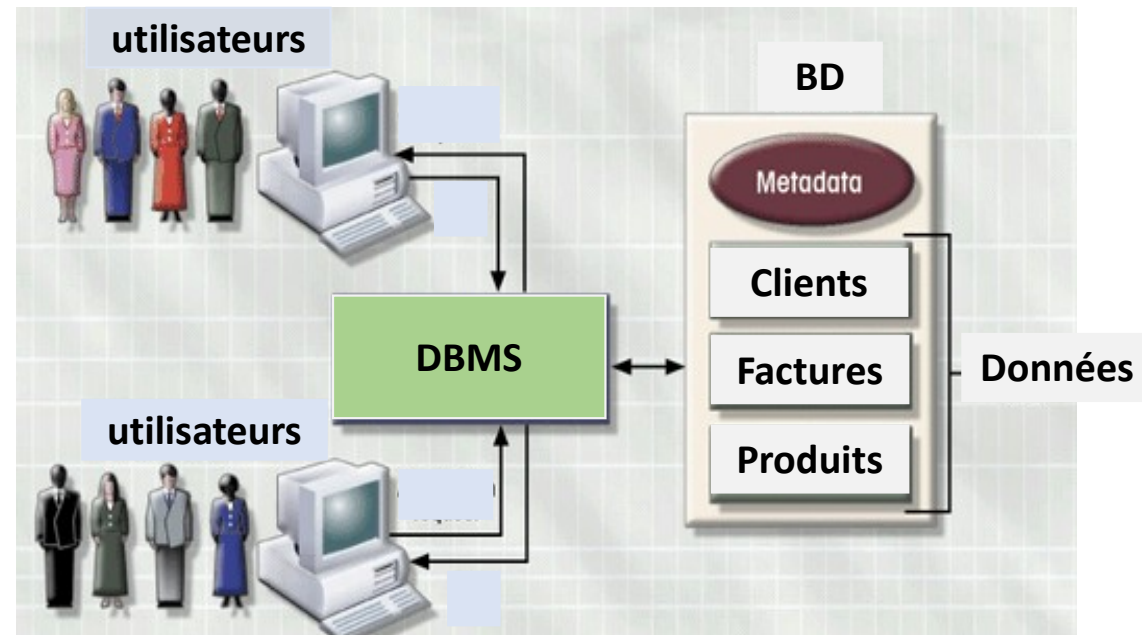 utilisateurs
BD
Metadata
Clients
DBMS
Factures
Données
utilisateurs
Produits